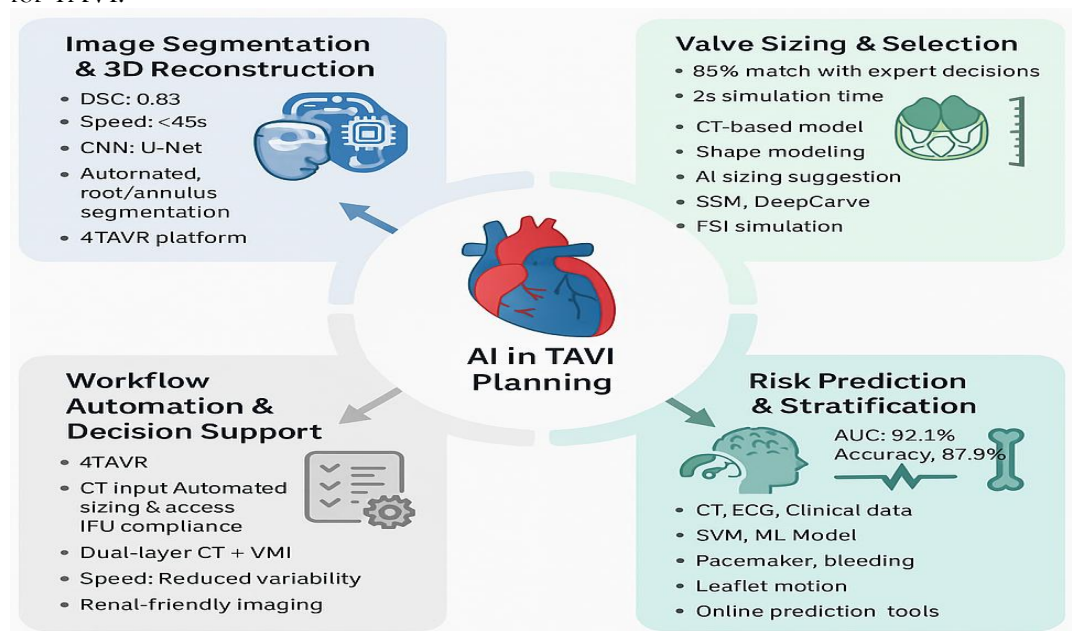 for TAVI.
Image Segmentation
& 3D Reconstruction
• DSC: 0.83
• Speed: <45s
• CNN: U-Net
• Autornated,
root/annulus
segmentation
• 4TAVR platform
Valve Sizing & Selection
• 85% match with expert decisions
• 2s simulation time
• CT-based model
• Shape modeling
• AI sizing suggestion
• SSM, DeepCarve
• FSI simulation
AI in TAVI
Planning
Workflow
Automation &
Decision Support
• 4TAVR
• CT input Automated
sizing & access
IFU compliance
• Dual-layer CT + VMI
• Speed: Reduced variability
• Renal-friendly imaging
Risk Prediction
& Stratification
AUC: 92.1%
Accuracy, 87.9%
• CT, ECG, Clinical data
• SVM, ML Model
• Pacemaker, bleeding
• Leaflet motion
• Online prediction tools